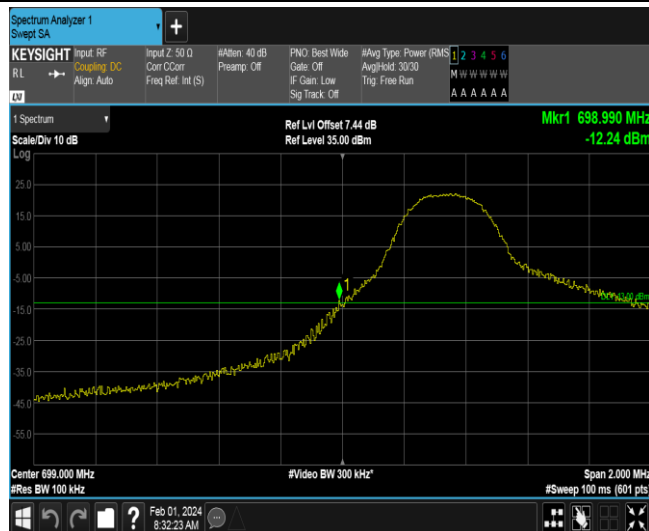 Spectrum Analyzer 1
Swept SA
KEYSIGHT
RL
Input: RF
Coupling: DC
Align: Auto
Input Z: 50 Ω
Corr CCorr
Freq Ref: Int (S)
#Atten: 40 dB
Preamp: Off
PNO: Best Wide
Gate: Off
IF Gain: Low
Sig Track: Off
#Avg Type: Power (RMS
Avg|Hold: 30/30
Trig: Free Run
1 2 3 4 5 6
M W W W W W
A A A A A A
1 Spectrum
Scale/Div 10 dB
Log
Ref Lvl Offset 7.44 dB
Ref Level 35.00 dBm
Mkr1 698.990 MHz
-12.24 dBm
25.0
15.0
5.00
-5.00
-15.0
-25.0
-35.0
-45.0
-55.0
1
Center 699.000 MHz
#Res BW 100 kHz
#Video BW 300 kHz*
Span 2.000 MHz
#Sweep 100 ms (601 pts)
?
Feb 01, 2024
8:32:23 AM